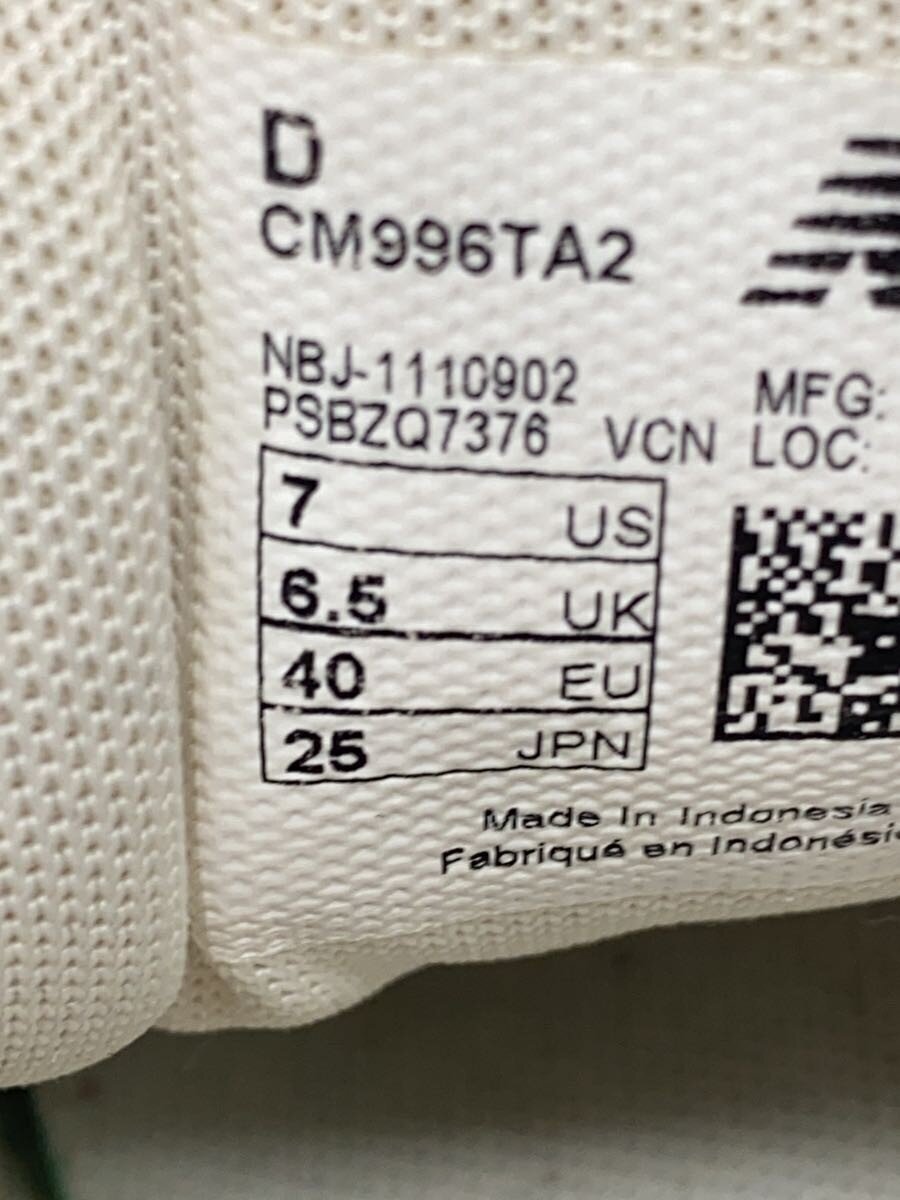 D
CM996TA2
NBJ-1110902
PSBZQ7376 VCN
MFG:
LOC:
7 US
6.5 UK
40 EU
25 JPN
Made In Indonesia
Fabriqué en Indonési